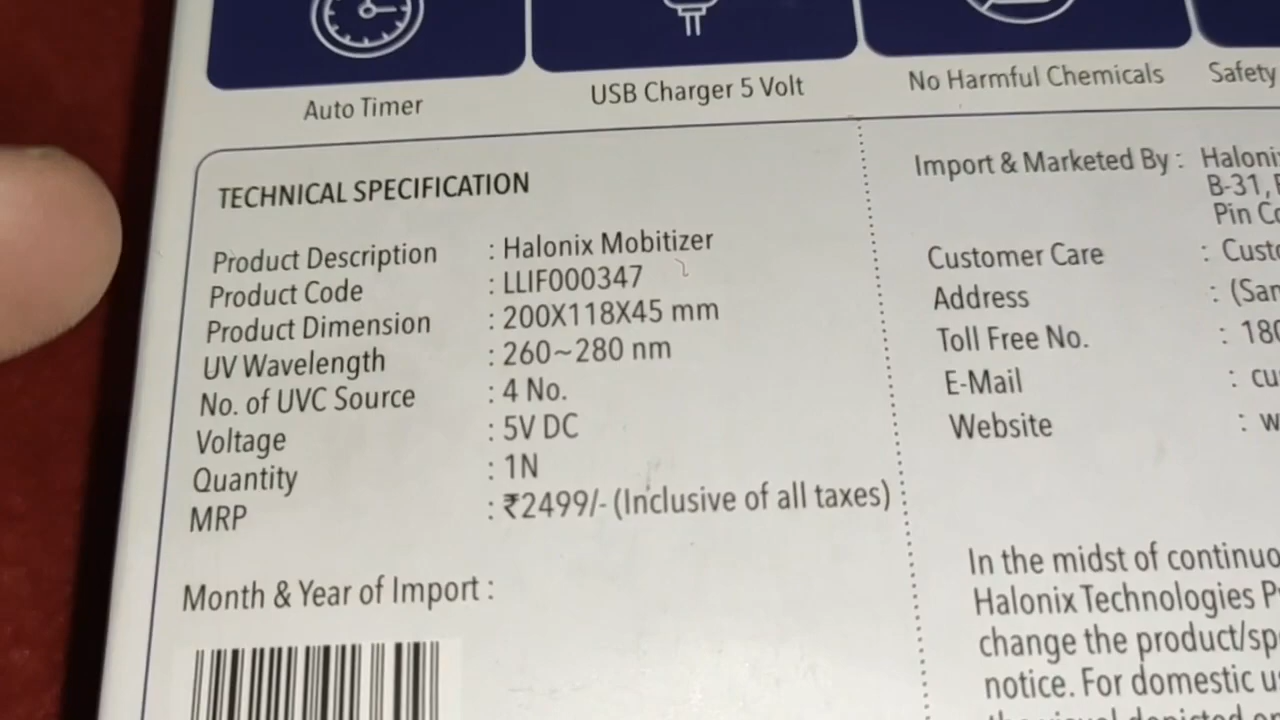 Auto Timer
USB Charger 5 Volt
No Harmful Chemicals
Safety
TECHNICAL SPECIFICATION
Product Description : Halonix Mobitizer
Product Code : LLIF000347
Product Dimension : 200X118X45 mm
UV Wavelength : 260~280 nm
No. of UVC Source : 4 No.
Voltage : 5V DC
Quantity : 1N
MRP : ₹2499/- (Inclusive of all taxes)
Month & Year of Import :
Import & Marketed By :
B-31,
Pin
Customer Care :
Address :
Toll Free No. :
E-Mail :
Website :
In the midst of
Halonix Technologies
change the
notice. For domestic